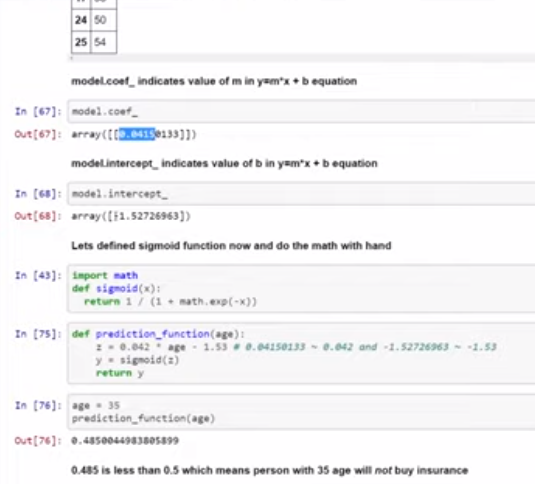 24 50
25 54
model.coef_ indicates value of m in y=m*x + b equation
In [67]: model.coef_
Out[67]: array([[0.04150133]])
model.intercept_ indicates value of b in y=m*x + b equation
In [68]: model.intercept_
Out[68]: array([-1.52726963])
Lets defined sigmoid function now and do the math with hand
In [43]: import math
def sigmoid(x):
return 1 / (1 + math.exp(-x))
In [75]: def prediction_function(age):
z = 0.042 * age - 1.53 # 0.04150133 ~ 0.042 and -1.52726963 ~ -1.53
y = sigmoid(z)
return y
In [76]: age = 35
prediction_function(age)
Out[76]: 0.4850044983805899
0.485 is less than 0.5 which means person with 35 age will not buy insurance